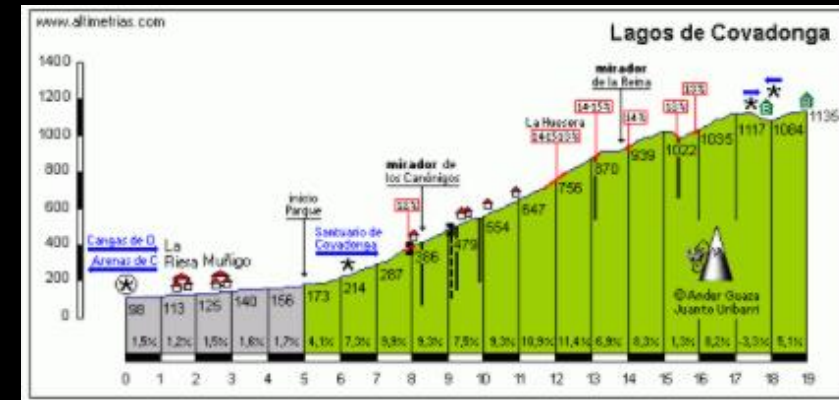 www.altimetrias.com
Lagos de Covadonga
1400
1200
1000
800
600
400
200
0
mirador
de la Reina
14-15%
14%
La Huesera
mirador de
los Canónigos
inicio
Parque
Santuario de
Covadonga
Cangas de O.
Arenas de C
La
Riera Muñigo
98 113 125 140 156 173 214 287 386 479 554 647 756 870 939 1022 1035 1117 1084 1135
©Ander Guaza
Juanto Uribarri
1,5% 1,2% 1,5% 1,6% 1,7% 4,1% 7,3% 9,9% 9,3% 7,5% 9,3% 10,9% 11,4% 6,9% 8,3% 1,3% 8,2% -3,3% 5,1%
0 1 2 3 4 5 6 7 8 9 10 11 12 13 14 15 16 17 18 19